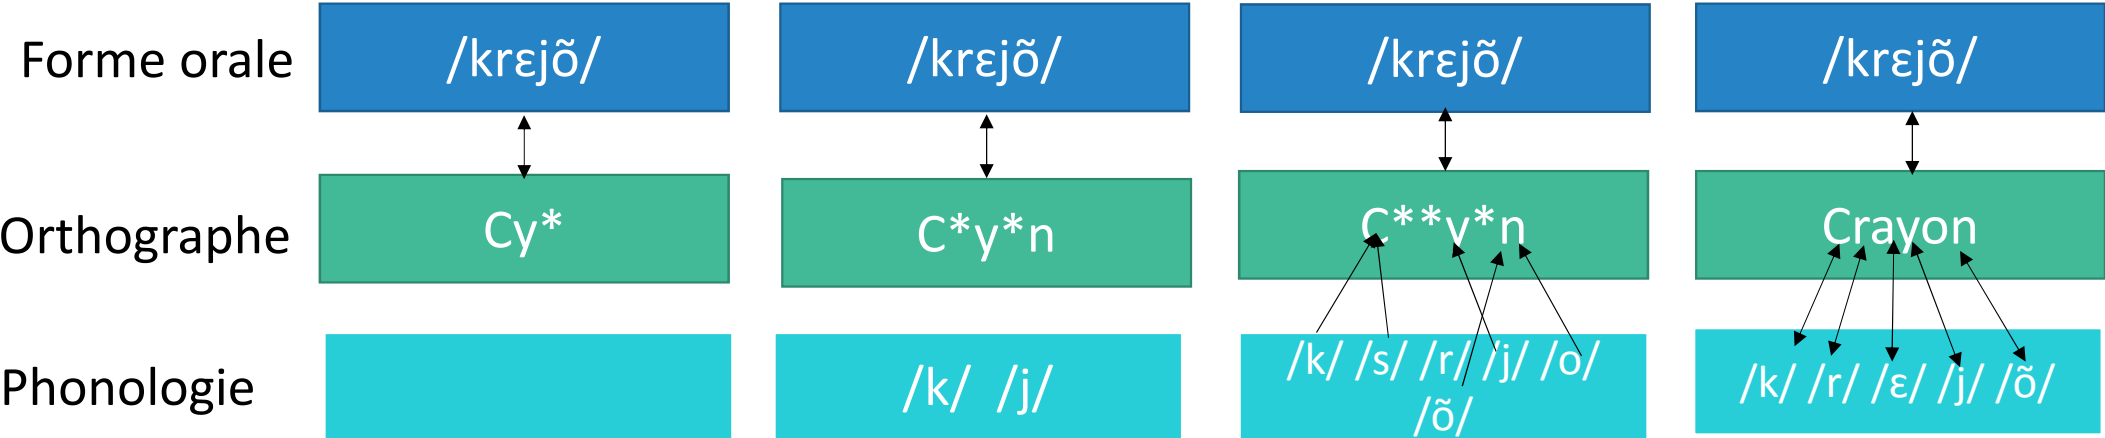 Forme orale /krɛjõ/ /krɛjõ/ /krɛjõ/ /krɛjõ/
Orthographe Cy* C*y*n C**y*n Crayon
Phonologie /k/ /j/ /k/ /s/ /r/ /j/ /o/ /k/ /r/ /ɛ/ /j/ /õ/
/õ/